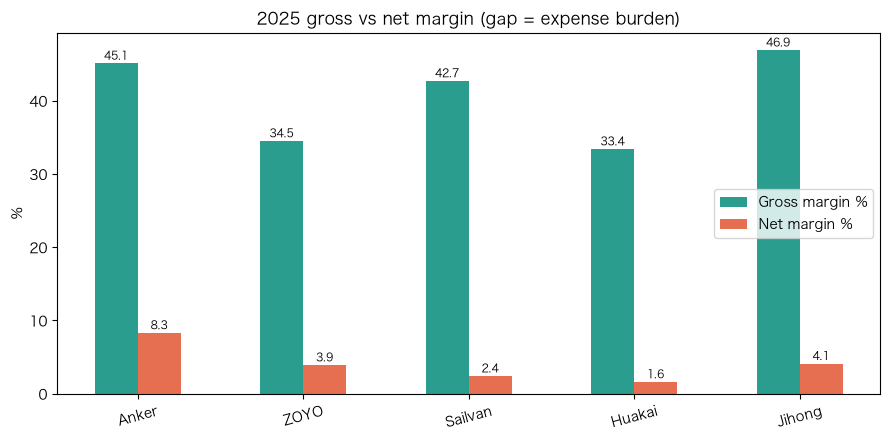 2025 gross vs net margin (gap = expense burden)
46.9
45.1
42.7
40
34.5
33.4
30
Gross margin %
%
Net margin %
20
10
8.3
3.9
4.1
2.4
1.6
0
Anker
ZOYO
Sailvan
Huakai
Jihong